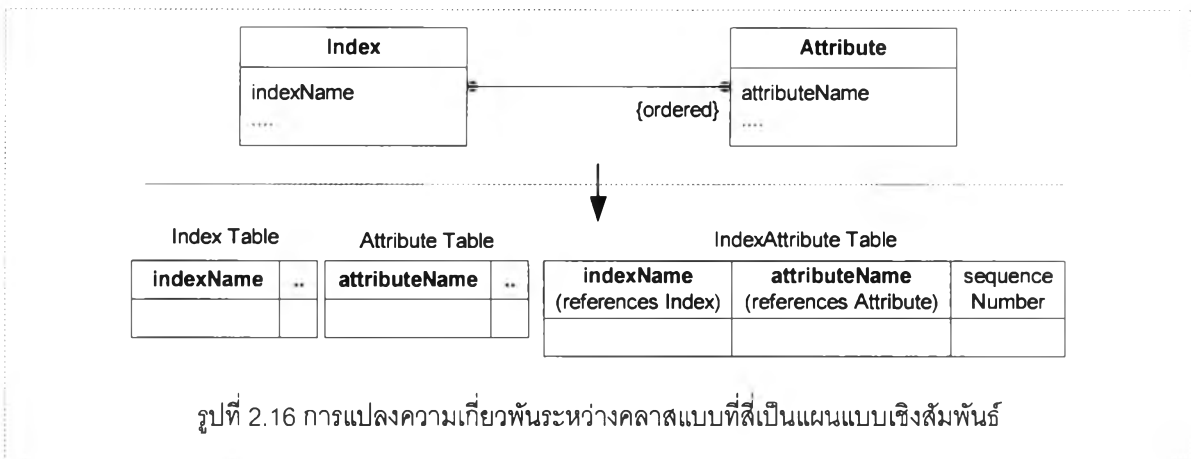 Index
indexName
....
{ordered}
Attribute
attributeName
....
Index Table
indexName ..
Attribute Table
attributeName ..
IndexAttribute Table
indexName
(references Index)
attributeName
(references Attribute)
sequence
Number
รูปที่ 2.16 การแปลงความเกี่ยวพันระหว่างคลาสแบบที่สี่เป็นแผนแบบเชิงสัมพันธ์